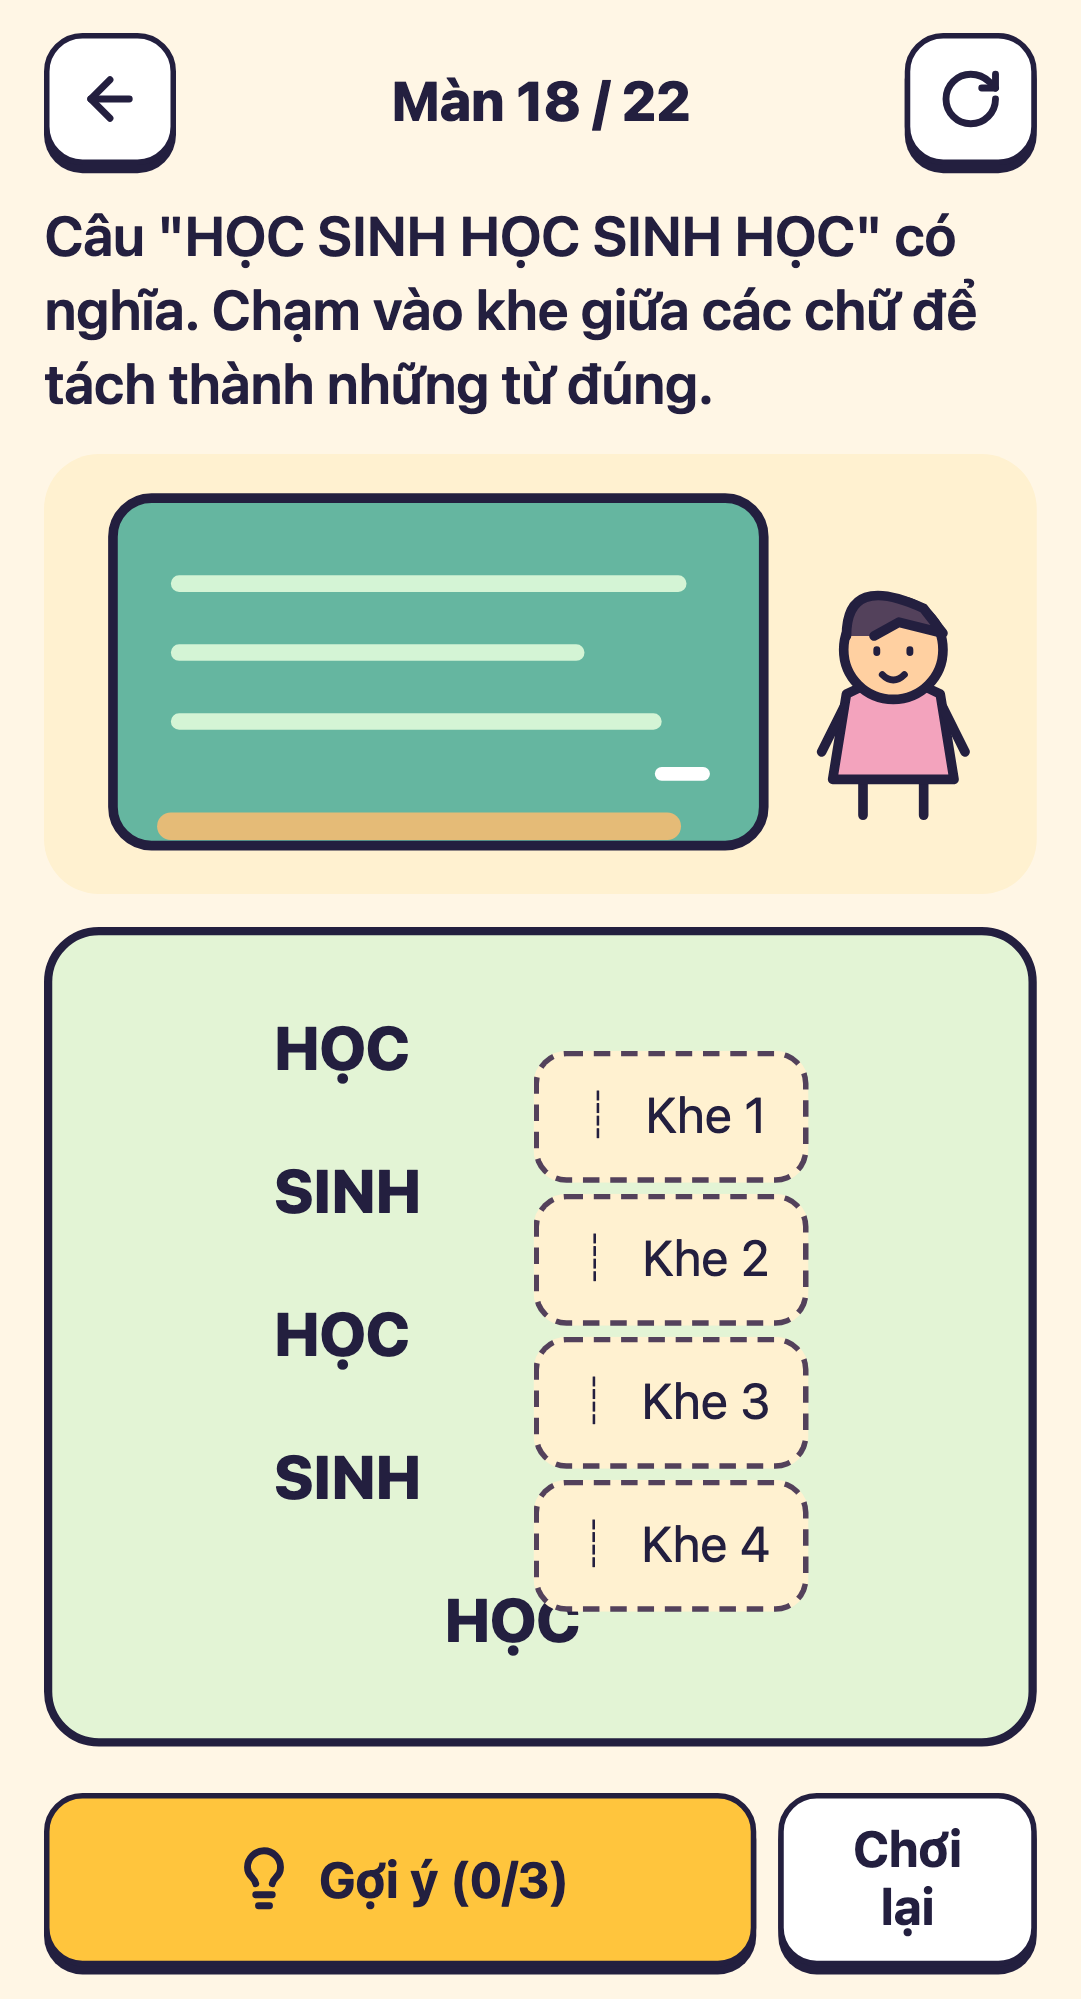 Màn 18 / 22
Câu "HỌC SINH HỌC SINH HỌC" có
nghĩa. Chạm vào khe giữa các chữ để
tách thành những từ đúng.
HỌC
Khe 1
SINH
Khe 2
HỌC
Khe 3
SINH
Khe 4
HỌC
Gợi ý (0/3)
Chơi
lại